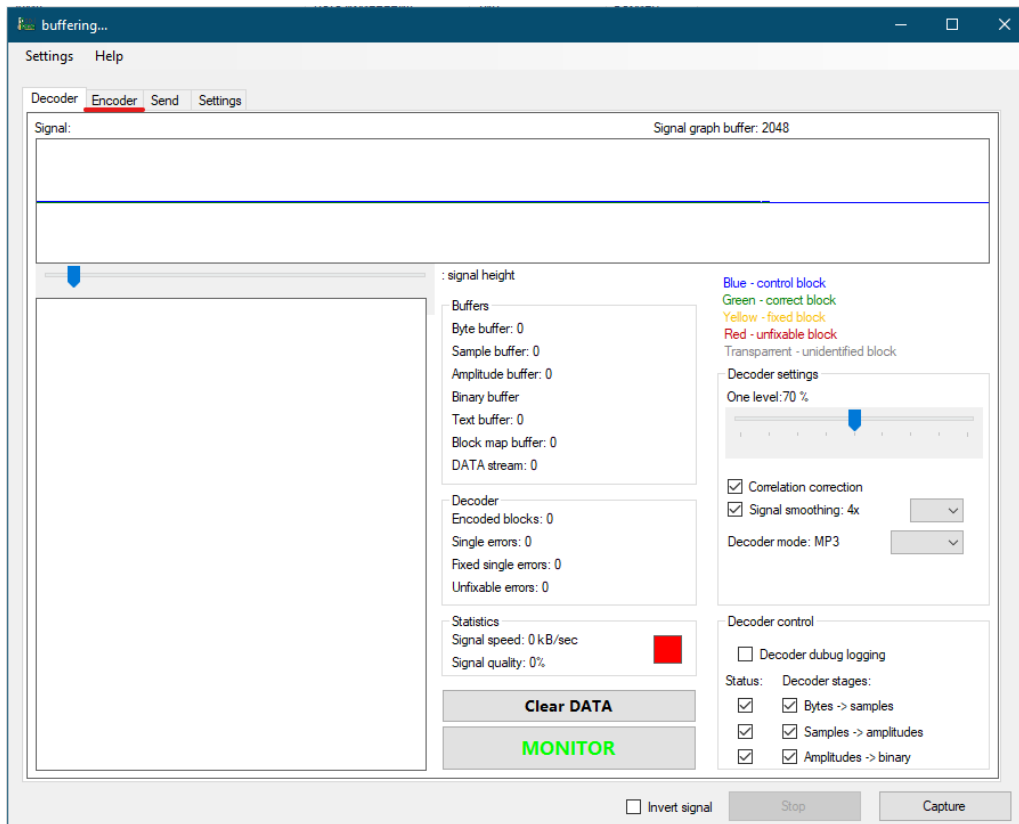 buffering...
Settings Help
Decoder Encoder Send Settings
Signal: Signal graph buffer: 2048
: signal height
Blue - control block
Green - correct block
Yellow - fixed block
Red - unfixable block
Transparrent - unidentified block
Buffers
Byte buffer: 0
Sample buffer: 0
Amplitude buffer: 0
Binary buffer
Text buffer: 0
Block map buffer: 0
DATA stream: 0
Decoder settings
One level:70 %
Correlation correction
Signal smoothing: 4x
Decoder mode: MP3
Decoder
Encoded blocks: 0
Single errors: 0
Fixed single errors: 0
Unfixable errors: 0
Statistics
Signal speed: 0 kB/sec
Signal quality: 0%
Clear DATA
MONITOR
Decoder control
Decoder dubug logging
Status: Decoder stages:
Bytes -> samples
Samples -> amplitudes
Amplitudes -> binary
Invert signal Stop Capture